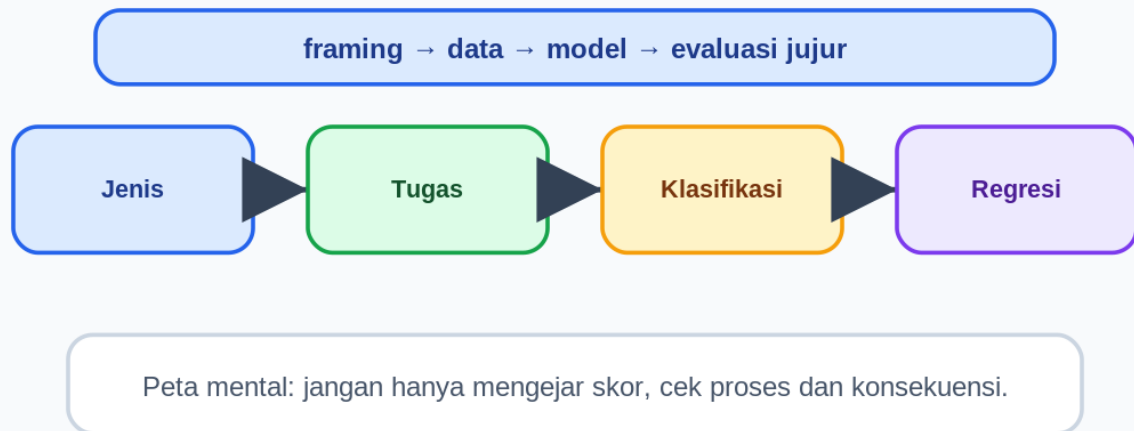 framing → data → model → evaluasi jujur
Jenis
Tugas
Klasifikasi
Regresi
Peta mental: jangan hanya mengejar skor, cek proses dan konsekuensi.